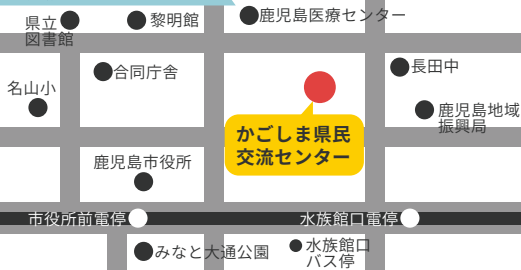 県立
図書館
黎明館
鹿児島医療センター
合同庁舎
長田中
名山小
鹿児島地域
振興局
かごしま県民
交流センター
鹿児島市役所
市役所前電停
水族館口電停
みなと大通公園
水族館口
バス停